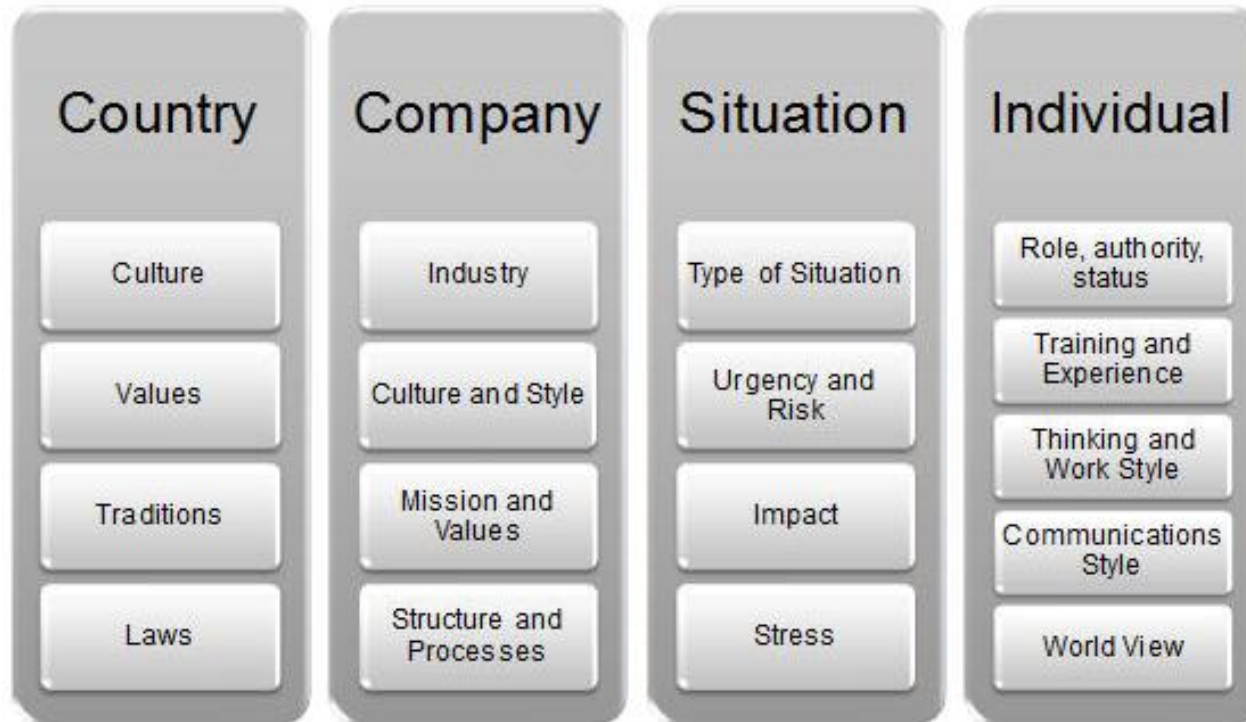 Country
Culture
Values
Traditions
Laws
Company
Industry
Culture and Style
Mission and
Values
Structure and
Processes
Situation
Type of Situation
Urgency and
Risk
Impact
Stress
Individual
Role, authority,
status
Training and
Experience
Thinking and
Work Style
Communications
Style
World View